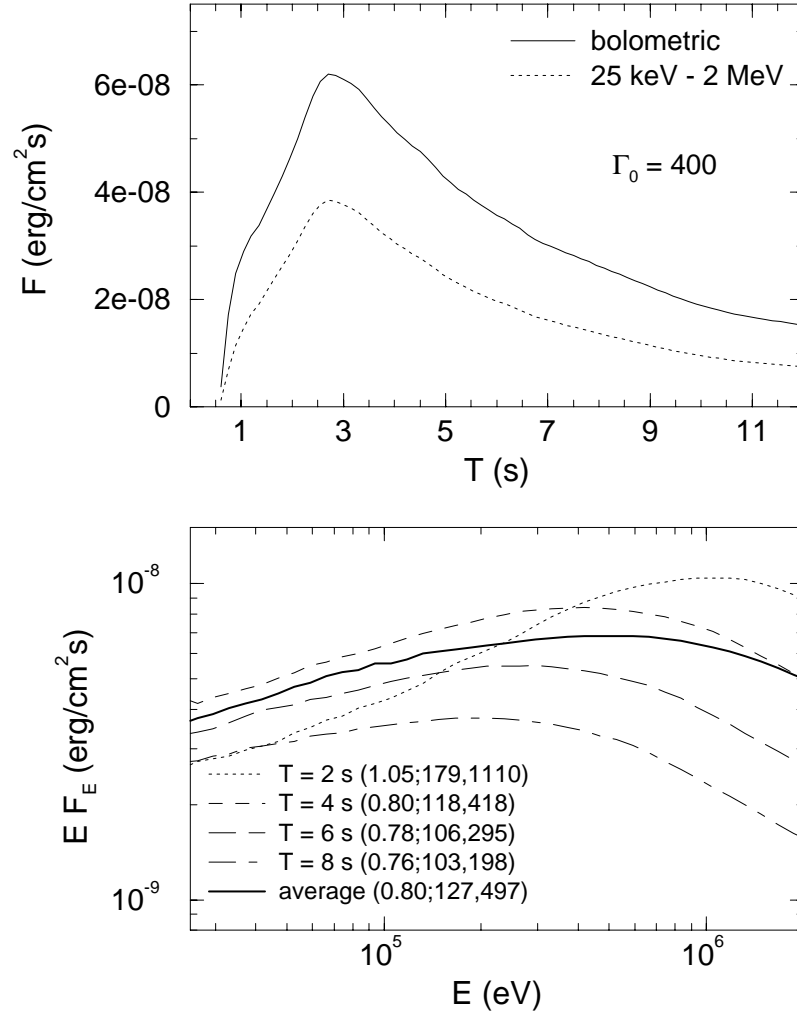 bolometric
25 keV - 2 MeV
Γ₀ = 400
6e-08
4e-08
2e-08
0
F (erg/cm²s)
1 3 5 7 9 11
T (s)
10⁻⁸
10⁻⁹
E F_E (erg/cm²s)
T = 2 s (1.05;179,1110)
T = 4 s (0.80;118,418)
T = 6 s (0.78;106,295)
T = 8 s (0.76;103,198)
average (0.80;127,497)
10⁵ 10⁶
E (eV)